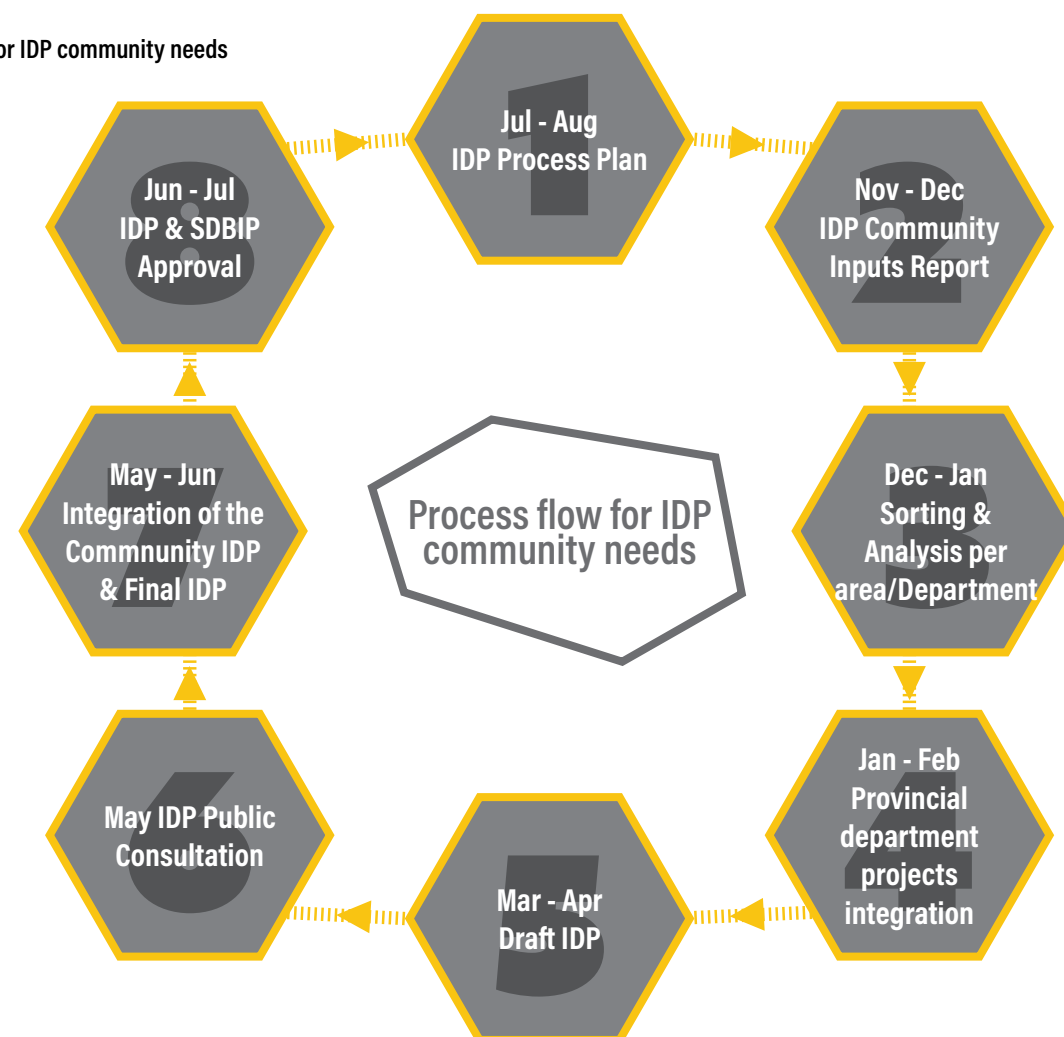 or IDP community needs
1
Jul - Aug
IDP Process Plan
2
Nov - Dec
IDP Community
Inputs Report
3
Dec - Jan
Sorting &
Analysis per
area/Department
4
Jan - Feb
Provincial
department
projects
integration
5
Mar - Apr
Draft IDP
6
May IDP Public
Consultation
7
May - Jun
Integration of the
Commnunity IDP
& Final IDP
8
Jun - Jul
IDP & SDBIP
Approval
Process flow for IDP
community needs